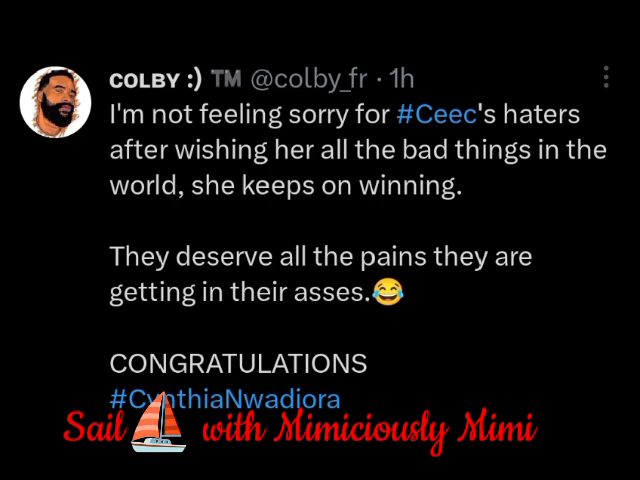 COLBY :) TM @colby_fr · 1h
I'm not feeling sorry for #Ceec's haters
after wishing her all the bad things in the
world, she keeps on winning.
They deserve all the pains they are
getting in their asses.😂
CONGRATULATIONS
#CynthiaNwadiora
Sail⛵ with Mimiciously Mimi